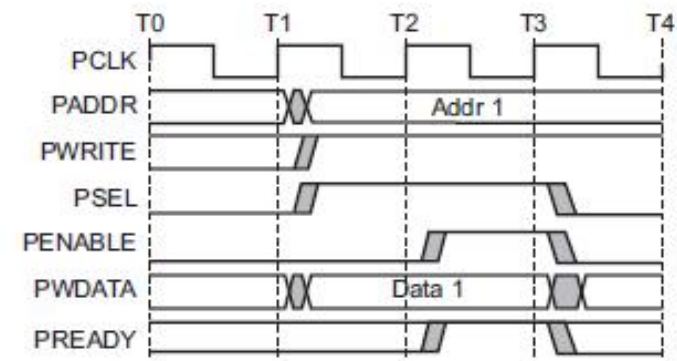 T0 T1 T2 T3 T4
PCLK
PADDR Addr 1
PWRITE
PSEL
PENABLE
PWDATA Data 1
PREADY